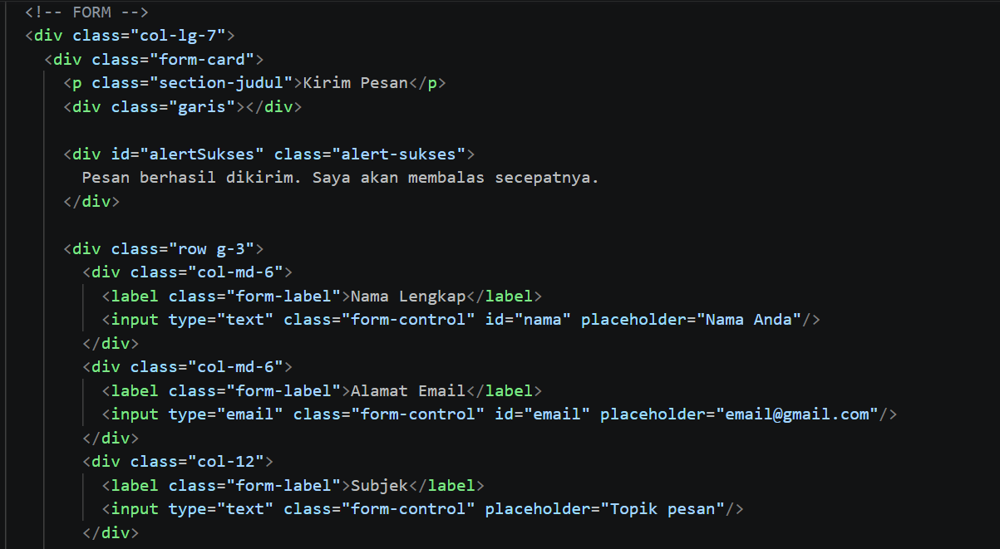 <!-- FORM -->
<div class="col-lg-7">
<div class="form-card">
<p class="section-judul">Kirim Pesan</p>
<div class="garis"></div>
<div id="alertSukses" class="alert-sukses">
Pesan berhasil dikirim. Saya akan membalas secepatnya.
</div>
<div class="row g-3">
<div class="col-md-6">
<label class="form-label">Nama Lengkap</label>
<input type="text" class="form-control" id="nama" placeholder="Nama Anda"/>
</div>
<div class="col-md-6">
<label class="form-label">Alamat Email</label>
<input type="email" class="form-control" id="email" placeholder="email@gmail.com"/>
</div>
<div class="col-12">
<label class="form-label">Subjek</label>
<input type="text" class="form-control" placeholder="Topik pesan"/>
</div>